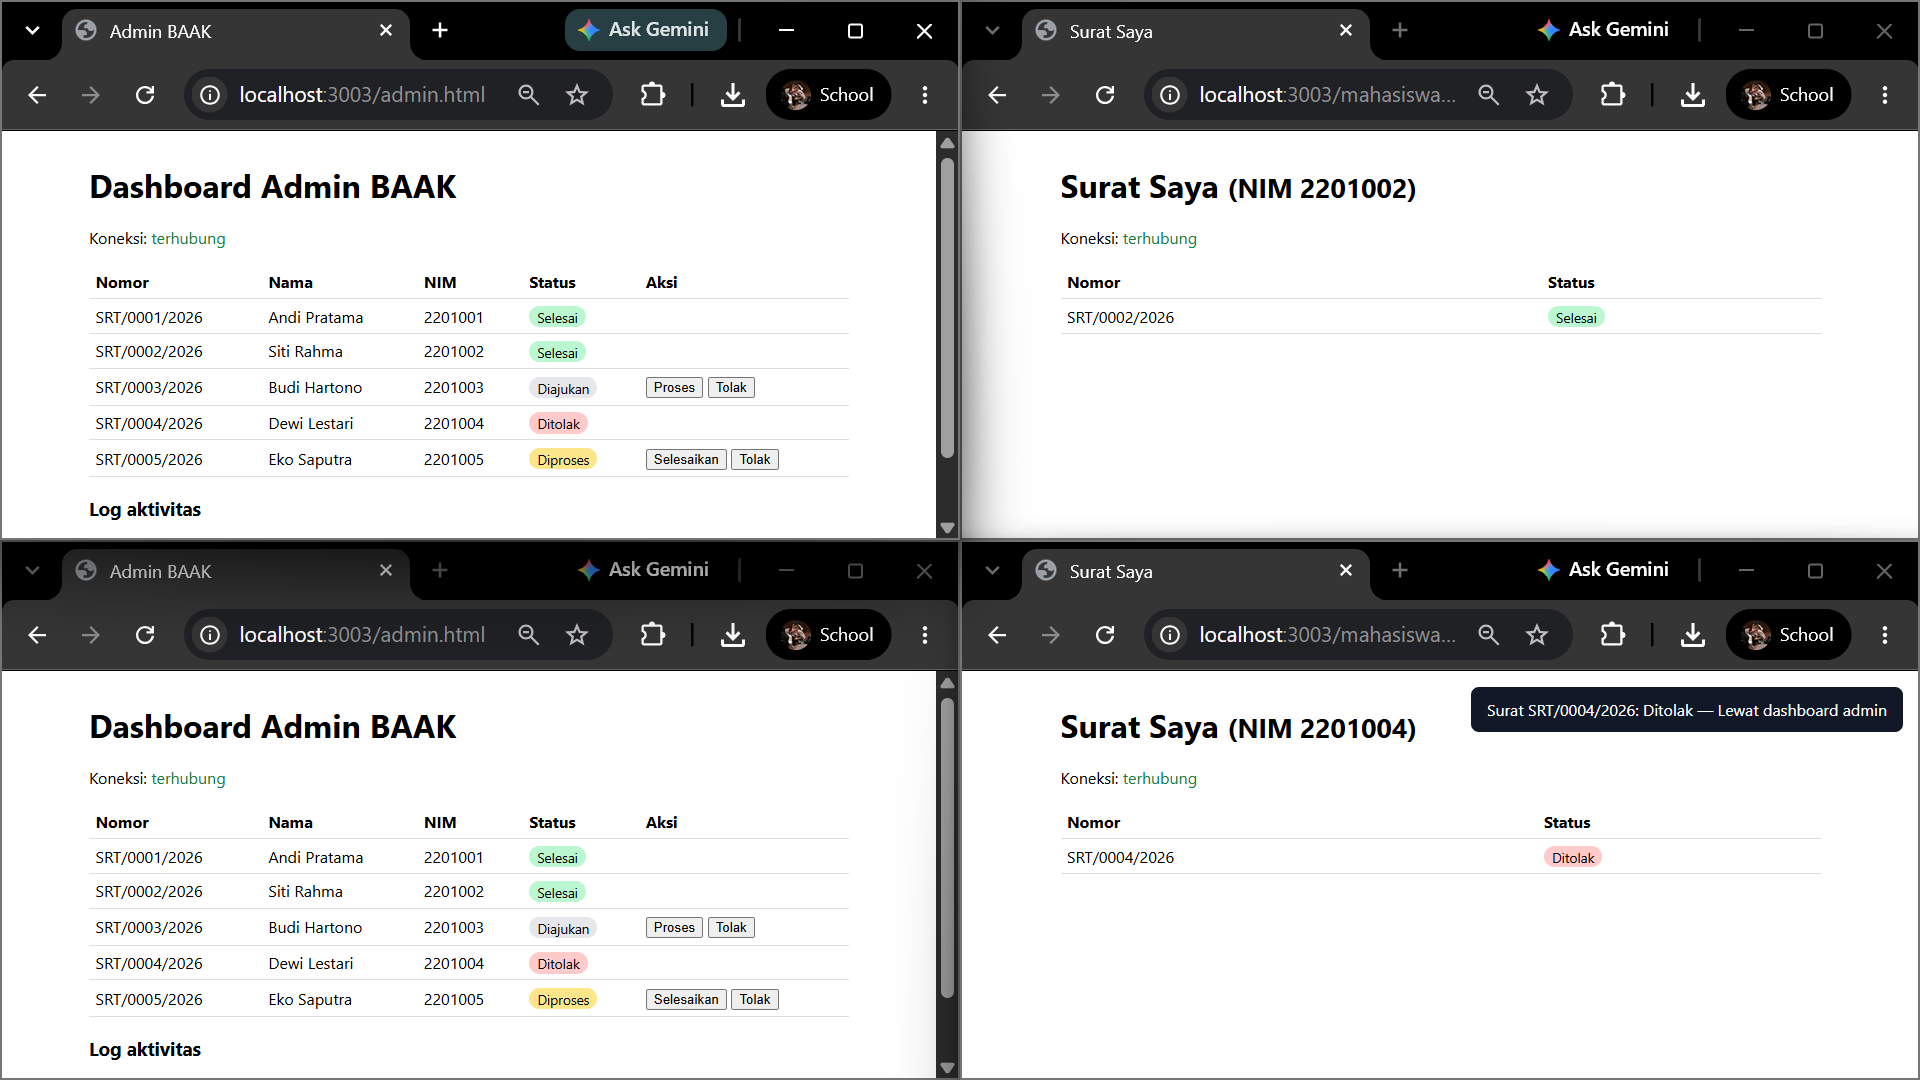 Admin BAAK
Ask Gemini
localhost:3003/admin.html
School
Dashboard Admin BAAK
Koneksi: terhubung
Nomor Nama NIM Status Aksi
SRT/0001/2026 Andi Pratama 2201001 Selesai
SRT/0002/2026 Siti Rahma 2201002 Selesai
SRT/0003/2026 Budi Hartono 2201003 Diajukan Proses Tolak
SRT/0004/2026 Dewi Lestari 2201004 Ditolak
SRT/0005/2026 Eko Saputra 2201005 Diproses Selesaikan Tolak
Log aktivitas
Surat Saya
Ask Gemini
localhost:3003/mahasiswa...
School
Surat Saya (NIM 2201002)
Koneksi: terhubung
Nomor Status
SRT/0002/2026 Selesai
Admin BAAK
Ask Gemini
localhost:3003/admin.html
School
Dashboard Admin BAAK
Koneksi: terhubung
Nomor Nama NIM Status Aksi
SRT/0001/2026 Andi Pratama 2201001 Selesai
SRT/0002/2026 Siti Rahma 2201002 Selesai
SRT/0003/2026 Budi Hartono 2201003 Diajukan Proses Tolak
SRT/0004/2026 Dewi Lestari 2201004 Ditolak
SRT/0005/2026 Eko Saputra 2201005 Diproses Selesaikan Tolak
Log aktivitas
Surat Saya
Ask Gemini
localhost:3003/mahasiswa...
School
Surat SRT/0004/2026: Ditolak — Lewat dashboard admin
Surat Saya (NIM 2201004)
Koneksi: terhubung
Nomor Status
SRT/0004/2026 Ditolak